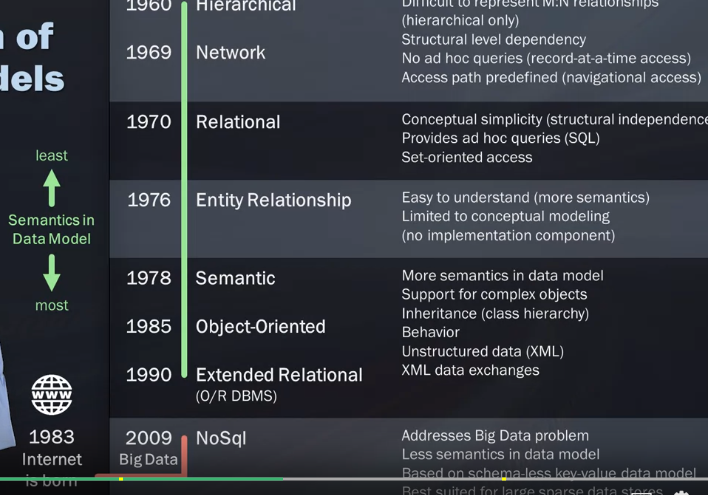 n of
dels
least
Semantics in
Data Model
most
WWW
1983
Internet
is born
1960 Hierarchical
1969 Network
Difficult to represent M:N relationships
(hierarchical only)
Structural level dependency
No ad hoc queries (record-at-a-time access)
Access path predefined (navigational access)
1970 Relational
Conceptual simplicity (structural independence
Provides ad hoc queries (SQL)
Set-oriented access
1976 Entity Relationship
Easy to understand (more semantics)
Limited to conceptual modeling
(no implementation component)
1978 Semantic
1985 Object-Oriented
1990 Extended Relational
(O/R DBMS)
More semantics in data model
Support for complex objects
Inheritance (class hierarchy)
Behavior
Unstructured data (XML)
XML data exchanges
2009 NoSql
Big Data
Addresses Big Data problem
Less semantics in data model
Based on schema-less key-value data model
Best suited for large sparse data stores